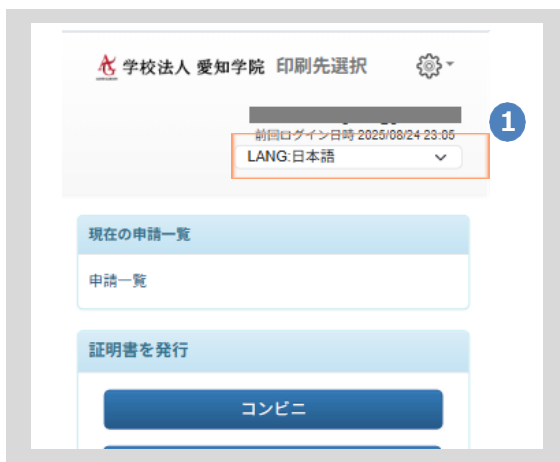 学校法人 愛知学院 印刷先選択
前回ログイン日時 2025/08/24 23:05
1
LANG:日本語
現在の申請一覧
申請一覧
証明書を発行
コンビニ